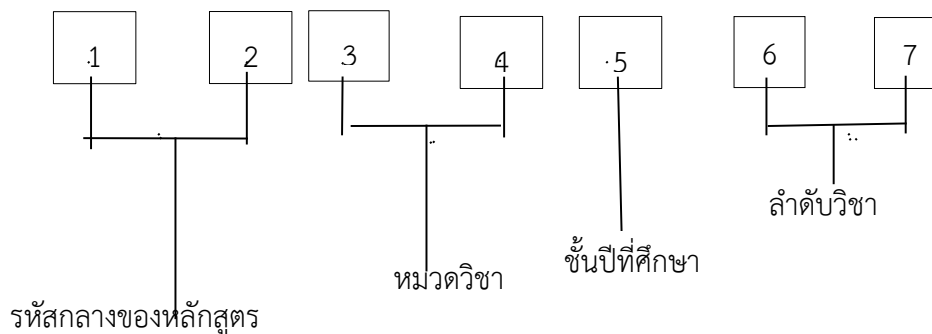 1 2 3 4 5 6 7
ลำดับวิชา
ชั้นปีที่ศึกษา
หมวดวิชา
รหัสกลางของหลักสูตร